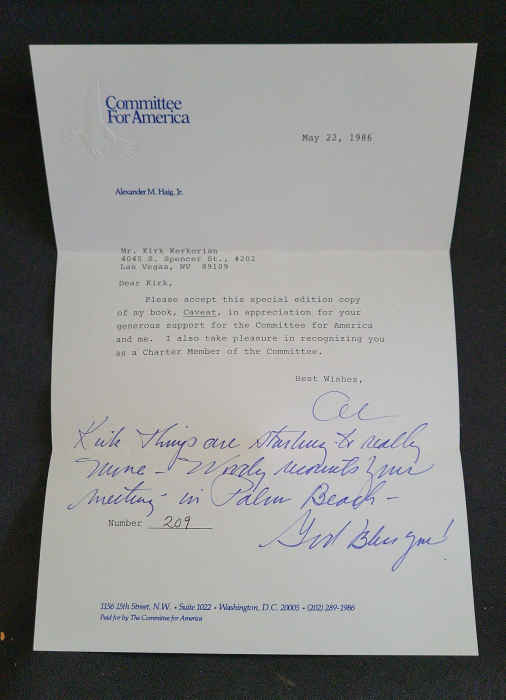 Committee
For America
May 22, 1986
Alexander M. Haig, Jr.
Mr. Kirk Kerkorian
4045 S. Spencer St., #202
Las Vegas, NV 89109
Dear Kirk,
Please accept this special edition copy
of my book, Caveat, in appreciation for your
generous support for the Committee for America
and me. I also take pleasure in recognizing you
as a Charter Member of the Committee.
Best Wishes,
Al
Kirk Things are starting to really
move – Woody recounts your
meeting in Palm Beach –
God Bless you!
Number 209
1156 15th Street, N.W. • Suite 1022 • Washington, D.C. 20005 • (202) 289-1986
Paid for by The Committee for America